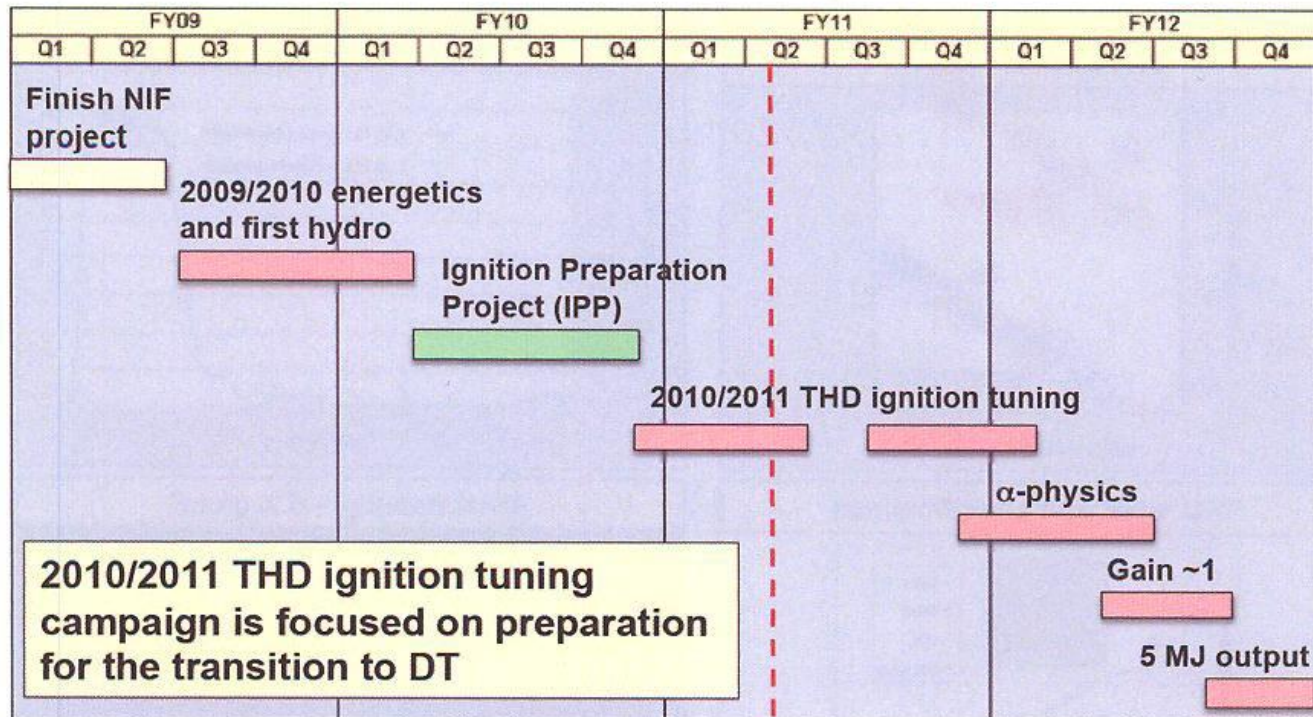 FY09 FY10 FY11 FY12
Q1 Q2 Q3 Q4 Q1 Q2 Q3 Q4 Q1 Q2 Q3 Q4 Q1 Q2 Q3 Q4
Finish NIF
project
2009/2010 energetics
and first hydro
Ignition Preparation
Project (IPP)
2010/2011 THD ignition tuning
α-physics
Gain ~1
5 MJ output
2010/2011 THD ignition tuning
campaign is focused on preparation
for the transition to DT